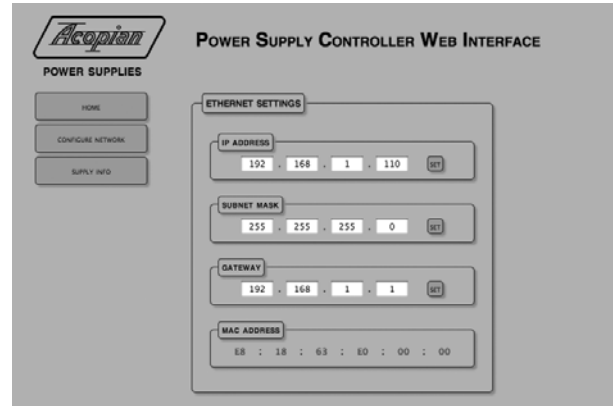 Acopian
POWER SUPPLIES
POWER SUPPLY CONTROLLER WEB INTERFACE
HOME
CONFIGURE NETWORK
SUPPLY INFO
ETHERNET SETTINGS
IP ADDRESS
192 . 168 . 1 . 110 SET
SUBNET MASK
255 . 255 . 255 . 0 SET
GATEWAY
192 . 168 . 1 . 1 SET
MAC ADDRESS
E8 : 18 : 63 : E0 : 00 : 00